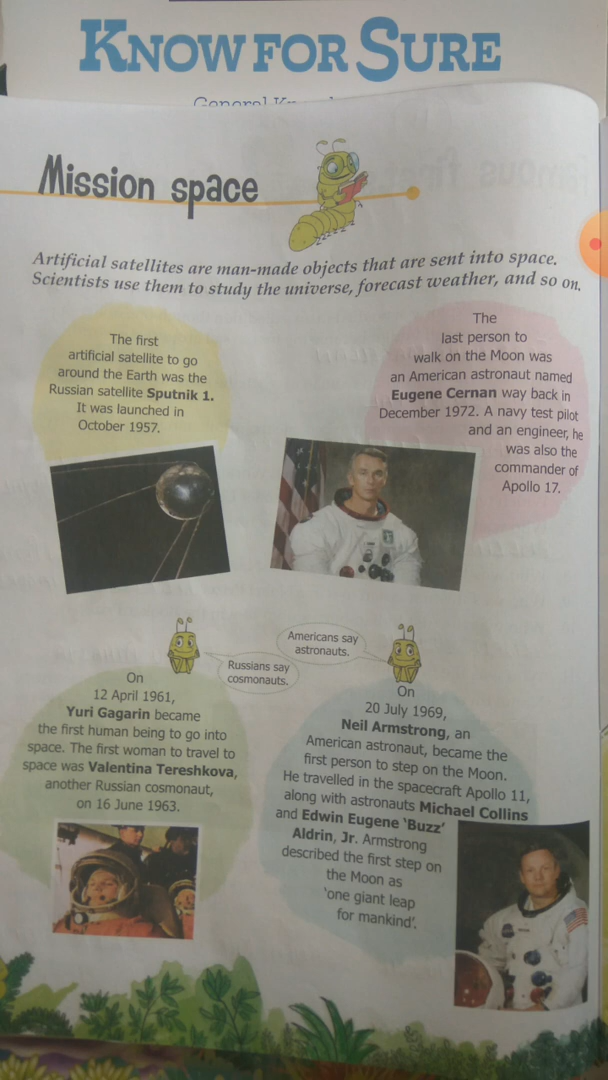 KNOW FOR SURE
Mission space
Artificial satellites are man-made objects that are sent into space.
Scientists use them to study the universe, forecast weather, and so on.
The first
artificial satellite to go
around the Earth was the
Russian satellite Sputnik 1.
It was launched in
October 1957.
The
last person to
walk on the Moon was
an American astronaut named
Eugene Cernan way back in
December 1972. A navy test pilot
and an engineer, he
was also the
commander of
Apollo 17.
Russians say
cosmonauts.
Americans say
astronauts.
On
12 April 1961,
Yuri Gagarin became
the first human being to go into
space. The first woman to travel to
space was Valentina Tereshkova,
another Russian cosmonaut,
on 16 June 1963.
On
20 July 1969,
Neil Armstrong, an
American astronaut, became the
first person to step on the Moon.
He travelled in the spacecraft Apollo 11,
along with astronauts Michael Collins
and Edwin Eugene ‘Buzz’
Aldrin, Jr. Armstrong
described the first step on
the Moon as
‘one giant leap
for mankind’.